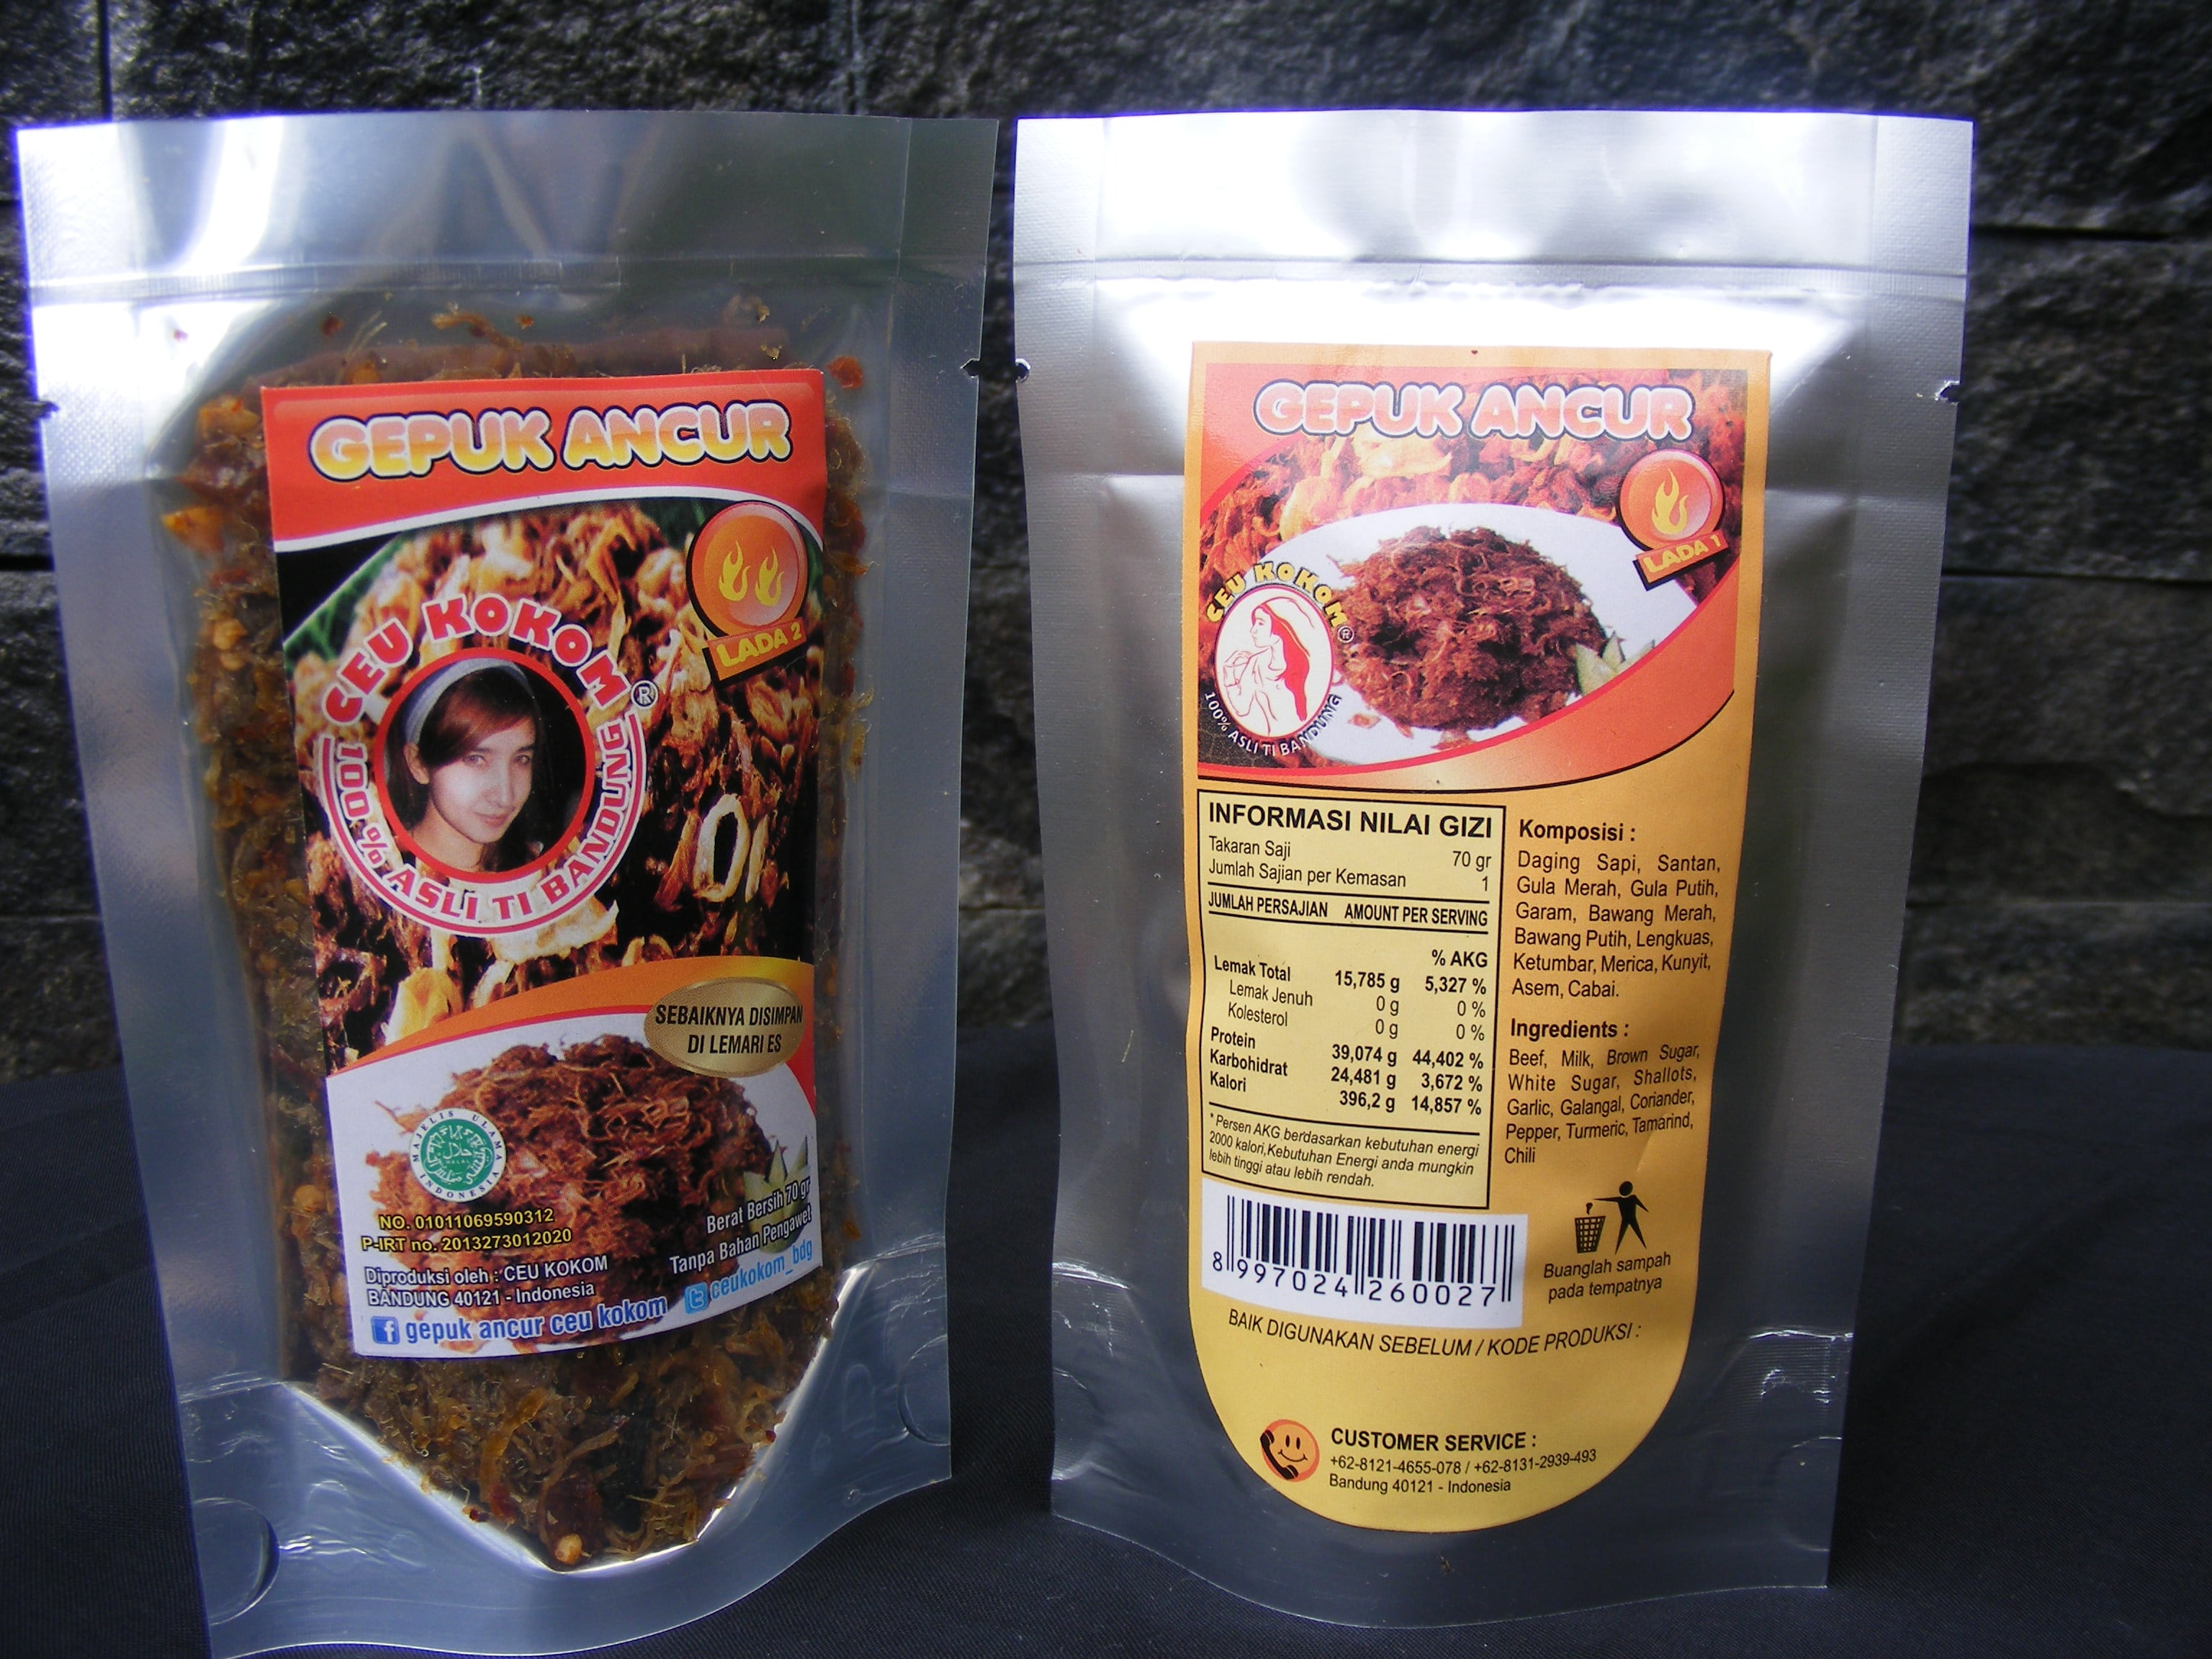 GEPUK ANCUR
LADA 2
CEU KOKOM ®
100% ASLI TI BANDUNG
SEBAIKNYA DISIMPAN
DI LEMARI ES
MAJELIS ULAMA INDONESIA
حلال
HALAL
NO. 01011069590312
P-IRT no. 2013273012020
Diproduksi oleh : CEU KOKOM
BANDUNG 40121 - Indonesia
gepuk ancur ceu kokom
Berat Bersih 70 gr
Tanpa Bahan Pengawet
ceukokom_bdg
GEPUK ANCUR
LADA 1
CEU KOKOM ®
100% ASLI TI BANDUNG
INFORMASI NILAI GIZI
Takaran Saji 70 gr
Jumlah Sajian per Kemasan 1
JUMLAH PERSAJIAN AMOUNT PER SERVING
% AKG
Lemak Total 15,785 g 5,327 %
Lemak Jenuh 0 g 0 %
Kolesterol 0 g 0 %
Protein 39,074 g 44,402 %
Karbohidrat 24,481 g 3,672 %
Kalori 396,2 g 14,857 %
*Persen AKG berdasarkan kebutuhan energi
2000 kalori,Kebutuhan Energi anda mungkin
lebih tinggi atau lebih rendah.
Komposisi :
Daging Sapi, Santan,
Gula Merah, Gula Putih,
Garam, Bawang Merah,
Bawang Putih, Lengkuas,
Ketumbar, Merica, Kunyit,
Asem, Cabai.
Ingredients :
Beef, Milk, Brown Sugar,
White Sugar, Shallots,
Garlic, Galangal, Coriander,
Pepper, Turmeric, Tamarind,
Chili
8 997024 260027
Buanglah sampah
pada tempatnya
BAIK DIGUNAKAN SEBELUM / KODE PRODUKSI :
CUSTOMER SERVICE :
+62-8121-4655-078 / +62-8131-2939-493
Bandung 40121 - Indonesia